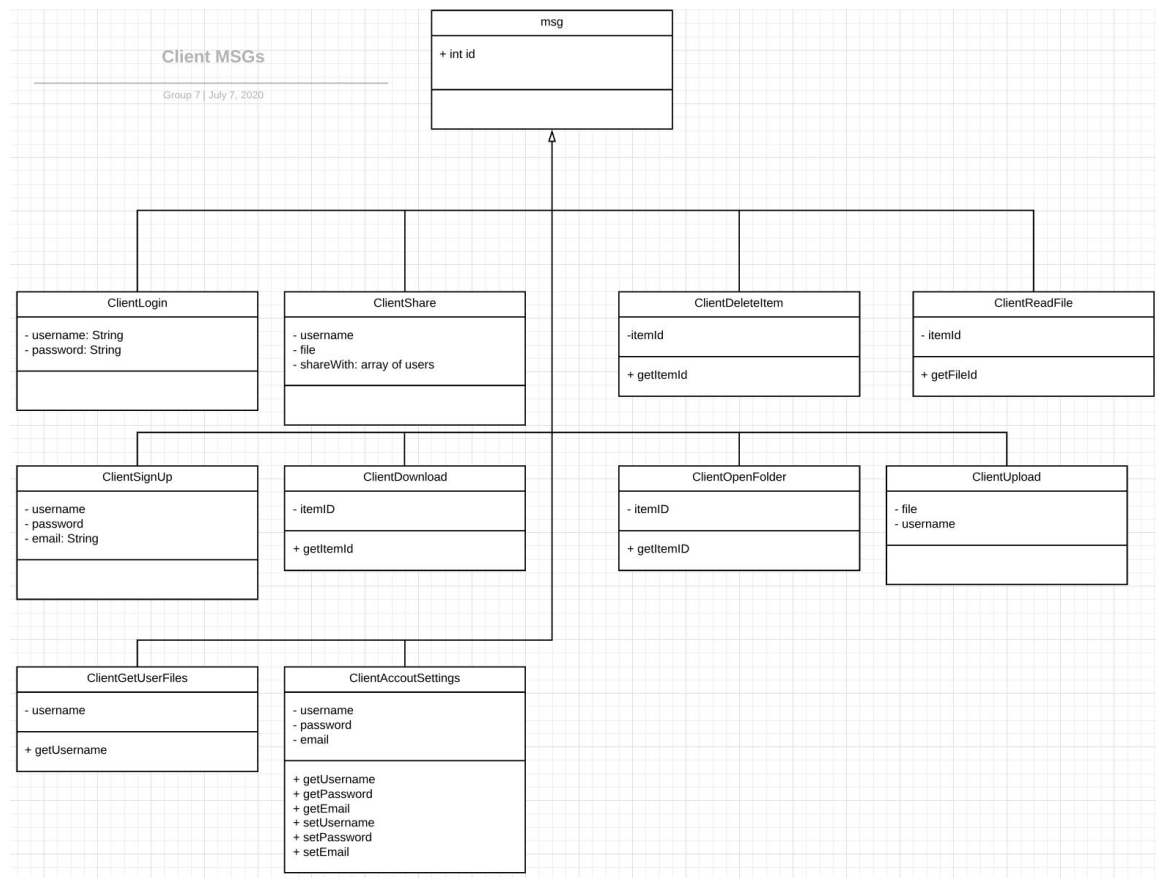 Client MSGs
Group 7 | July 7, 2020
msg
+ int id
ClientLogin
- username: String
- password: String
ClientShare
- username
- file
- shareWith: array of users
ClientDeleteItem
-itemId
+ getItemId
ClientReadFile
- itemId
+ getFileId
ClientSignUp
- username
- password
- email: String
ClientDownload
- itemID
+ getItemId
ClientOpenFolder
- itemID
+ getItemID
ClientUpload
- file
- username
ClientGetUserFiles
- username
+ getUsername
ClientAccoutSettings
- username
- password
- email
+ getUsername
+ getPassword
+ getEmail
+ setUsername
+ setPassword
+ setEmail